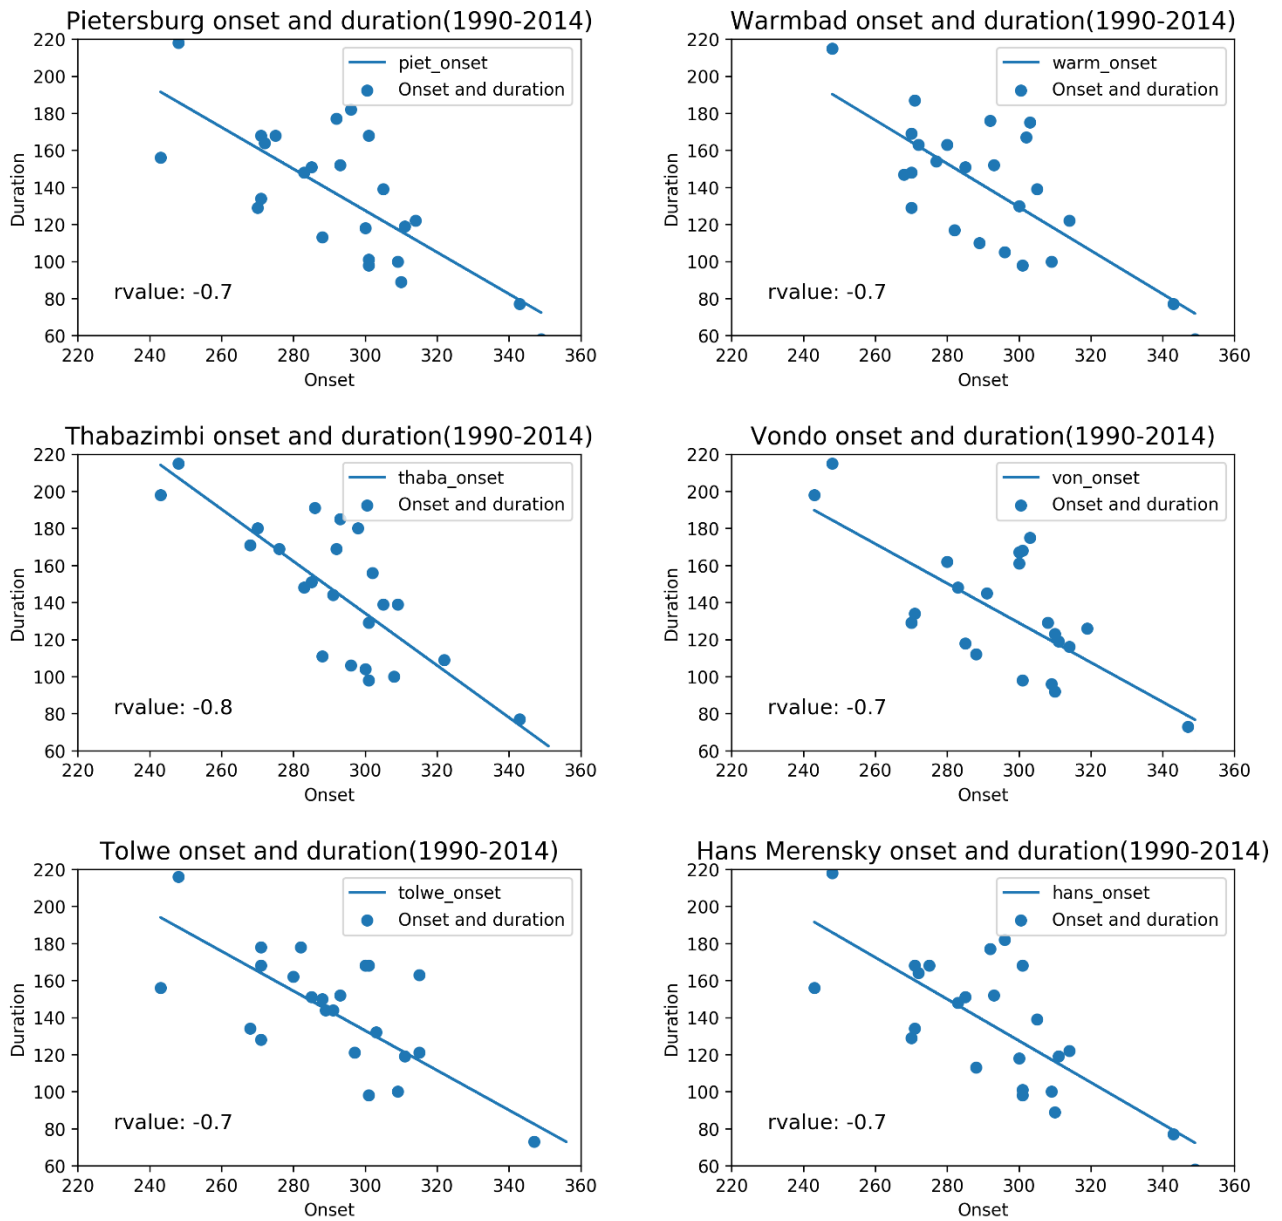 Pietersburg onset and duration(1990-2014)
220
200
180
160
140
120
100
80
60
Duration
piet_onset
Onset and duration
rvalue: -0.7
220 240 260 280 300 320 340 360
Onset
Warmbad onset and duration(1990-2014)
220
200
180
160
140
120
100
80
60
Duration
warm_onset
Onset and duration
rvalue: -0.7
220 240 260 280 300 320 340 360
Onset
Thabazimbi onset and duration(1990-2014)
220
200
180
160
140
120
100
80
60
Duration
thaba_onset
Onset and duration
rvalue: -0.8
220 240 260 280 300 320 340 360
Onset
Vondo onset and duration(1990-2014)
220
200
180
160
140
120
100
80
60
Duration
von_onset
Onset and duration
rvalue: -0.7
220 240 260 280 300 320 340 360
Onset
Tolwe onset and duration(1990-2014)
220
200
180
160
140
120
100
80
60
Duration
tolwe_onset
Onset and duration
rvalue: -0.7
220 240 260 280 300 320 340 360
Onset
Hans Merensky onset and duration(1990-2014)
220
200
180
160
140
120
100
80
60
Duration
hans_onset
Onset and duration
rvalue: -0.7
220 240 260 280 300 320 340 360
Onset